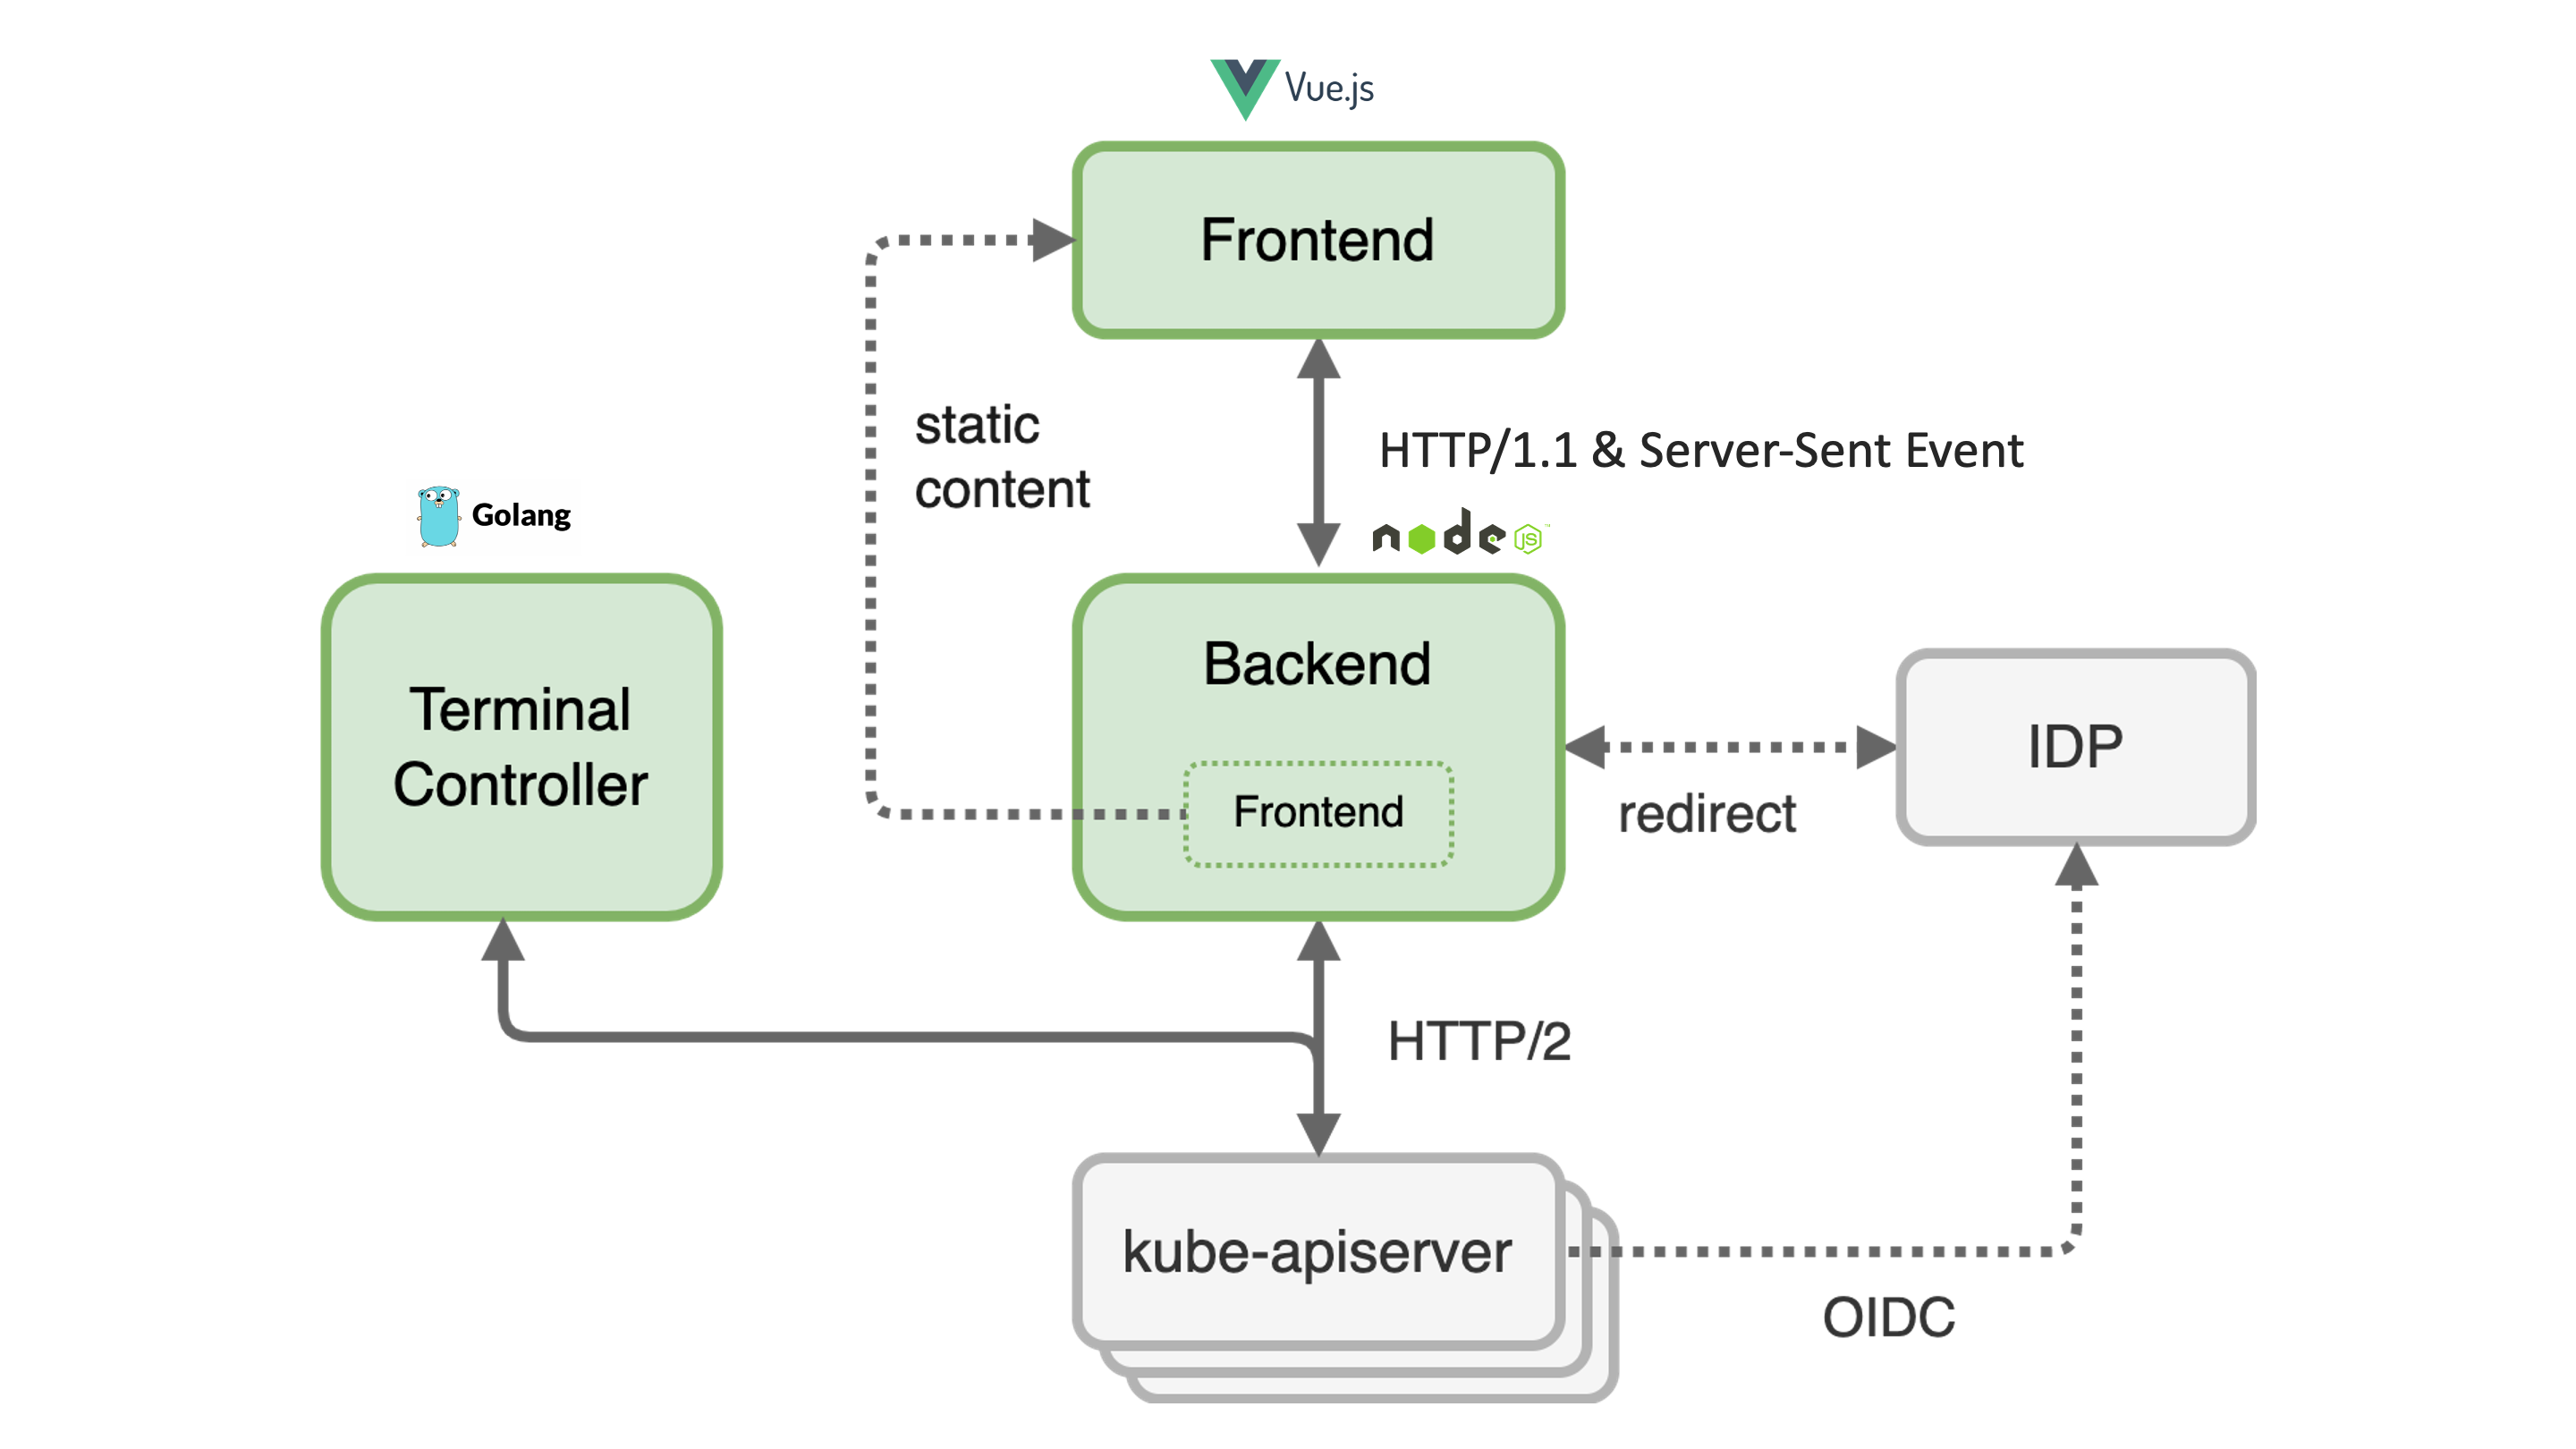 Vue.js
Frontend
static
content
HTTP/1.1 & Server-Sent Event
node JS
Golang
Terminal
Controller
Backend
Frontend
redirect
IDP
HTTP/2
kube-apiserver
OIDC